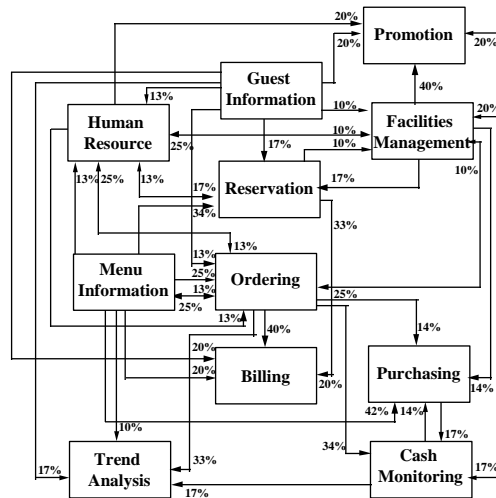 20%
Promotion
20%
20%
Guest
Information
40%
13%
20%
10%
Human
Resource
Facilities
Management
25%
10%
17%
10%
13%
25%
13%
17%
34%
Reservation
17%
10%
33%
13%
13%
Menu
Information
25%
13%
25%
Ordering
25%
13%
40%
14%
20%
20%
Billing
20%
Purchasing
14%
42%
14%
10%
33%
34%
17%
Trend
Analysis
Cash
Monitoring
17%
17%
17%